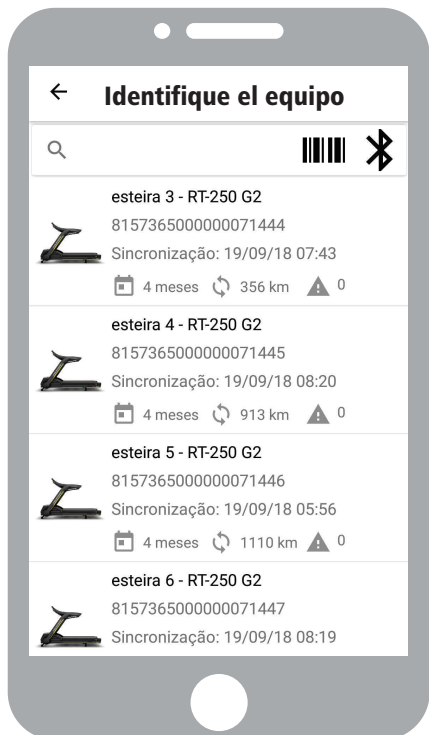 Identifique el equipo
esteira 3 - RT-250 G2
8157365000000071444
Sincronização: 19/09/18 07:43
4 meses 356 km 0
esteira 4 - RT-250 G2
8157365000000071445
Sincronização: 19/09/18 08:20
4 meses 913 km 0
esteira 5 - RT-250 G2
8157365000000071446
Sincronização: 19/09/18 05:56
4 meses 1110 km 0
esteira 6 - RT-250 G2
8157365000000071447
Sincronização: 19/09/18 08:19